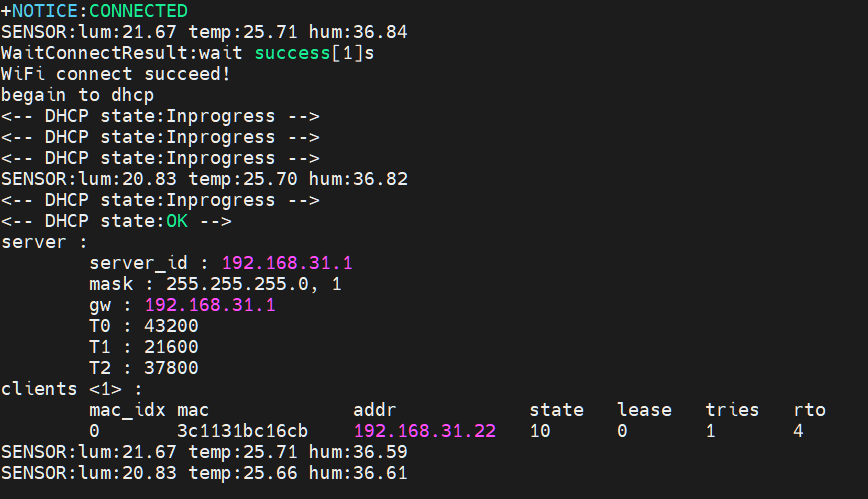 +NOTICE:CONNECTED
SENSOR:lum:21.67 temp:25.71 hum:36.84
WaitConnectResult:wait success[1]s
WiFi connect succeed!
begain to dhcp
<-- DHCP state:Inprogress -->
<-- DHCP state:Inprogress -->
<-- DHCP state:Inprogress -->
SENSOR:lum:20.83 temp:25.70 hum:36.82
<-- DHCP state:Inprogress -->
<-- DHCP state:OK -->
server :
        server_id : 192.168.31.1
        mask : 255.255.255.0, 1
        gw : 192.168.31.1
        T0 : 43200
        T1 : 21600
        T2 : 37800
clients <1> :
        mac_idx mac             addr            state   lease   tries   rto
        0       3c1131bc16cb    192.168.31.22   10      0       1       4
SENSOR:lum:21.67 temp:25.71 hum:36.59
SENSOR:lum:20.83 temp:25.66 hum:36.61